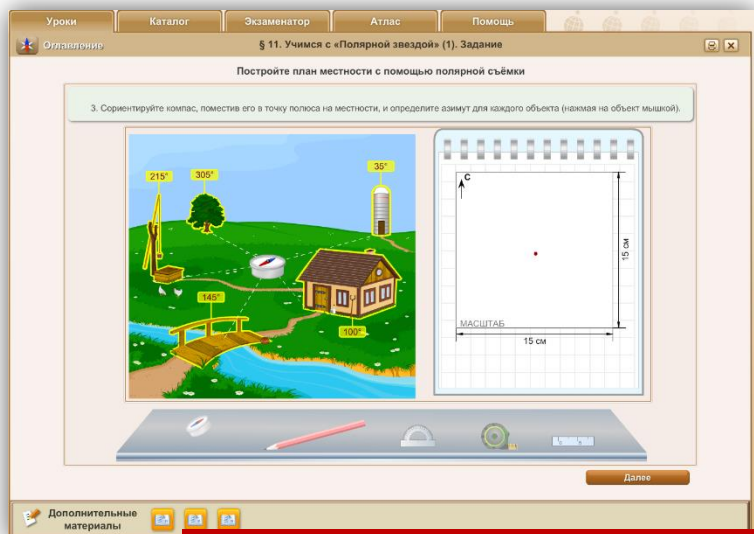 Уроки Каталог Экзаменатор Атлас Помощь
Оглавление § 11. Учимся с «Полярной звездой» (1). Задание
Постройте план местности с помощью полярной съёмки
3. Сориентируйте компас, поместив его в точку полюса на местности, и определите азимут для каждого объекта (нажмая на объект мышкой).
215° 305° 35°
145° 100°
С
15 см
МАСШТАБ
15 см
Далее
Дополнительные
материалы